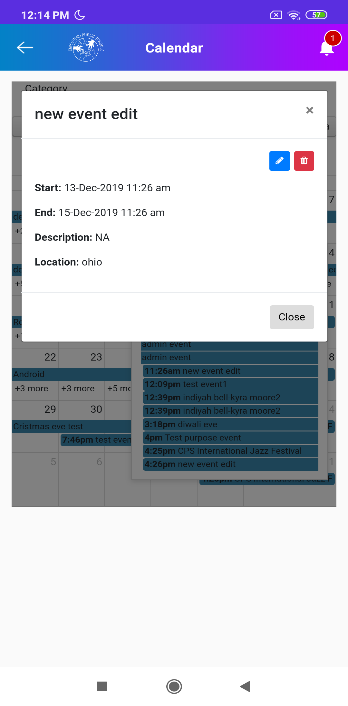 12:14 PM
57
Calendar
1
Category
new event edit
×
Start: 13-Dec-2019 11:26 am
End: 15-Dec-2019 11:26 am
Description: NA
Location: ohio
Close
admin event
admin event
11:26am new event edit
12:09pm test event1
12:39pm indiyah bell-kyra moore2
12:39pm indiyah bell-kyra moore2
3:18pm diwali eve
4pm Test purpose event
4:25pm CPS International Jazz Festival
4:26pm new event edit
22
23
Android
+3 more
+3 more
+5 mo
29
30
Cristmas eve test
7:46pm test even
5
6